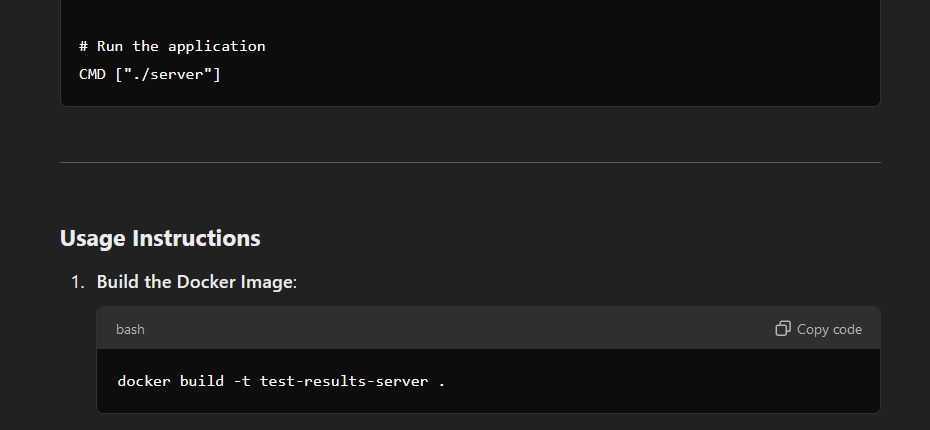 # Run the application
CMD ["./server"]
Usage Instructions
1. Build the Docker Image:
bash
Copy code
docker build -t test-results-server .